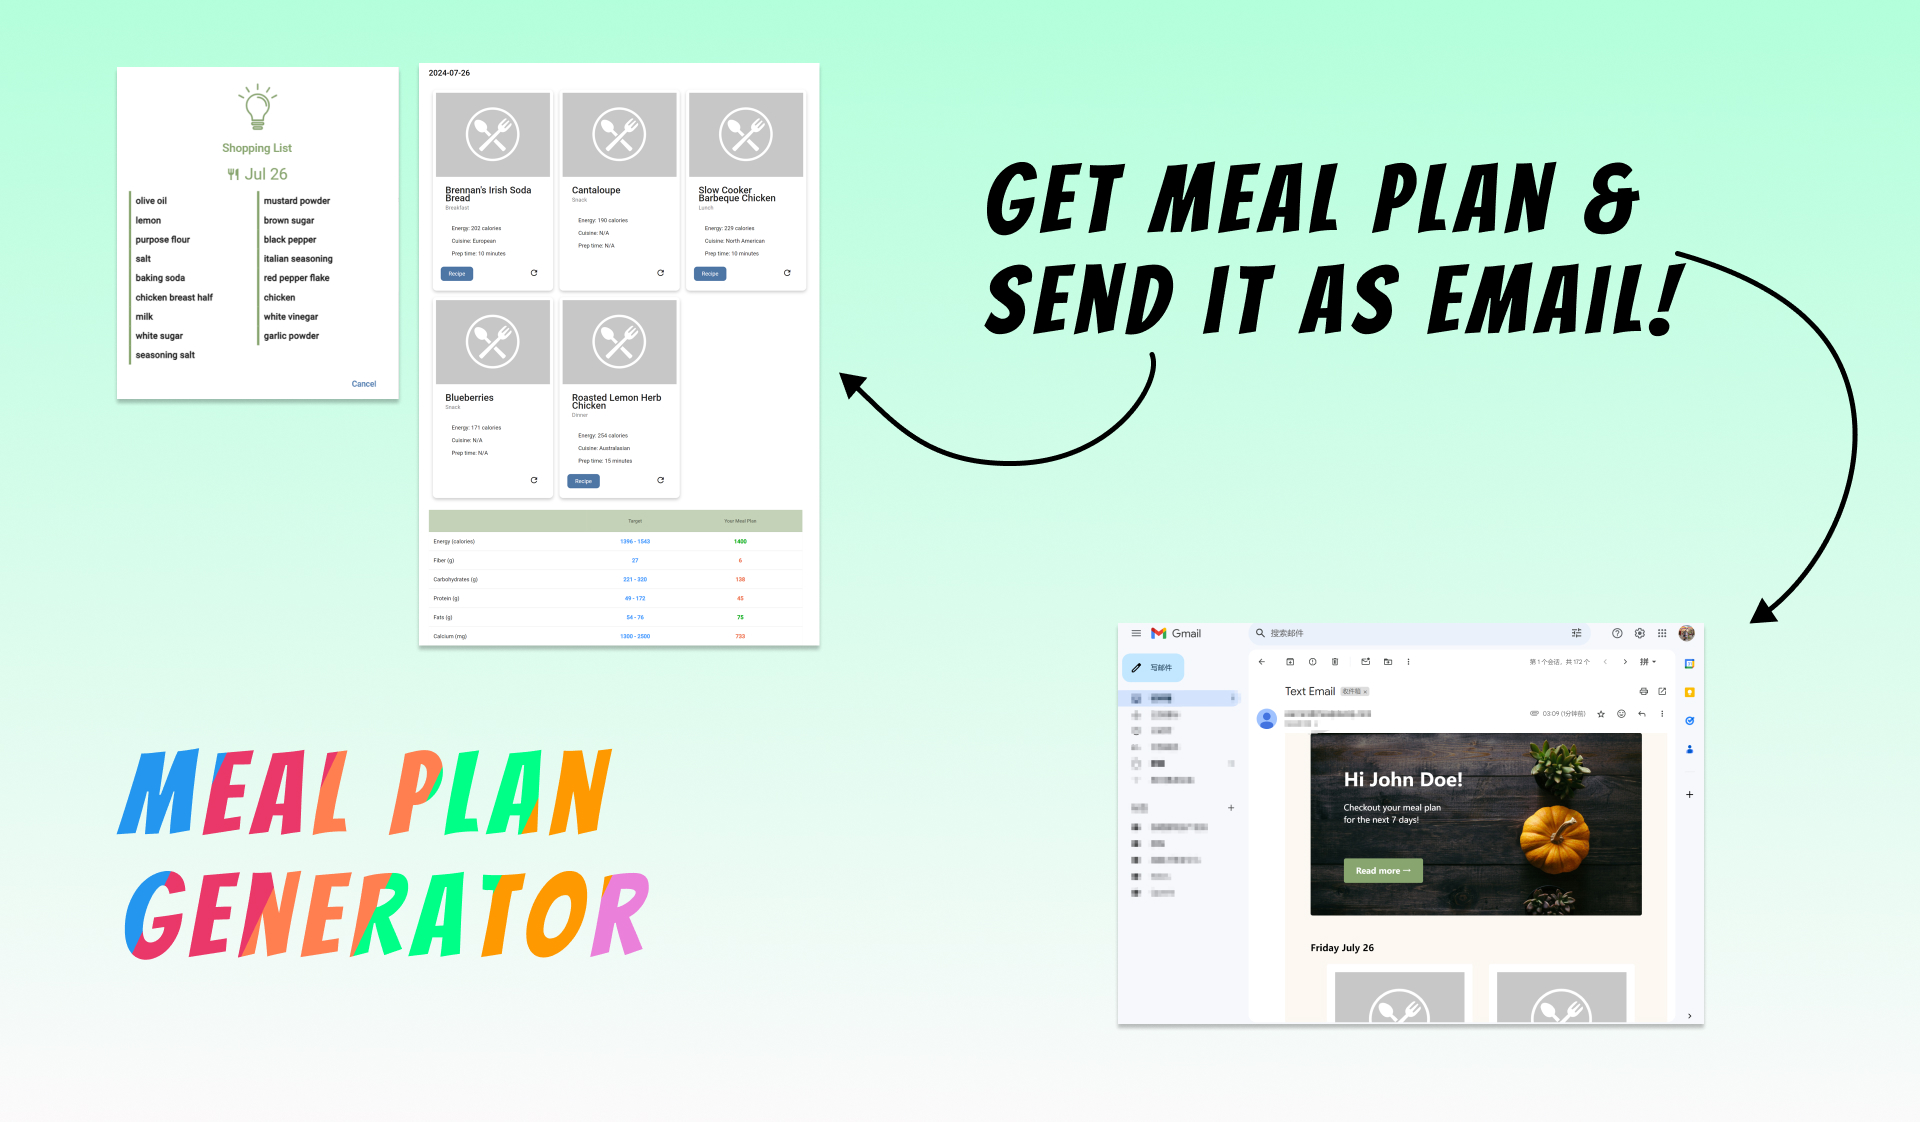 Shopping List
Jul 26
olive oil
lemon
purpose flour
salt
baking soda
chicken breast half
milk
white sugar
seasoning salt
mustard powder
brown sugar
black pepper
italian seasoning
red pepper flake
chicken
white vinegar
garlic powder
Cancel
2024-07-26
Brennan's Irish Soda
Bread
Breakfast
Energy: 202 calories
Cuisine: European
Prep time: 10 minutes
Recipe
Cantaloupe
Snack
Energy: 190 calories
Cuisine: N/A
Prep time: N/A
Slow Cooker
Barbeque Chicken
Lunch
Energy: 229 calories
Cuisine: North American
Prep time: 10 minutes
Recipe
Blueberries
Snack
Energy: 171 calories
Cuisine: N/A
Prep time: N/A
Roasted Lemon Herb
Chicken
Dinner
Energy: 254 calories
Cuisine: Australasian
Prep time: 15 minutes
Recipe
Target Your Meal Plan
Energy (calories) 1396 - 1543 1400
Fiber (g) 27 6
Carbohydrates (g) 221 - 320 138
Protein (g) 49 - 172 45
Fats (g) 54 - 76 75
Calcium (mg) 1300 - 2500 733
GET MEAL PLAN &
SEND IT AS EMAIL!
MEAL PLAN
GENERATOR
Gmail
搜索邮件
写邮件
第1个会话，共172个
拼
Text Email 收件箱 ×
03:09 (1分钟前)
Hi John Doe!
Checkout your meal plan
for the next 7 days!
Read more →
Friday July 26